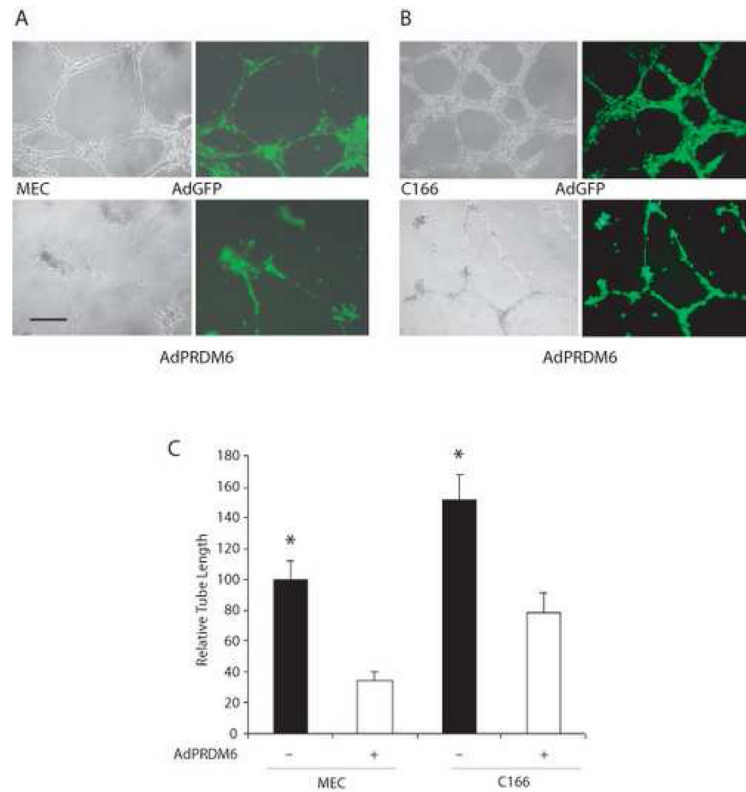 A
B
MEC AdGFP
C166 AdGFP
AdPRDM6
AdPRDM6
C
180
160
140
120
100
80
60
40
20
0
Relative Tube Length
*
*
AdPRDM6 – + – +
MEC C166